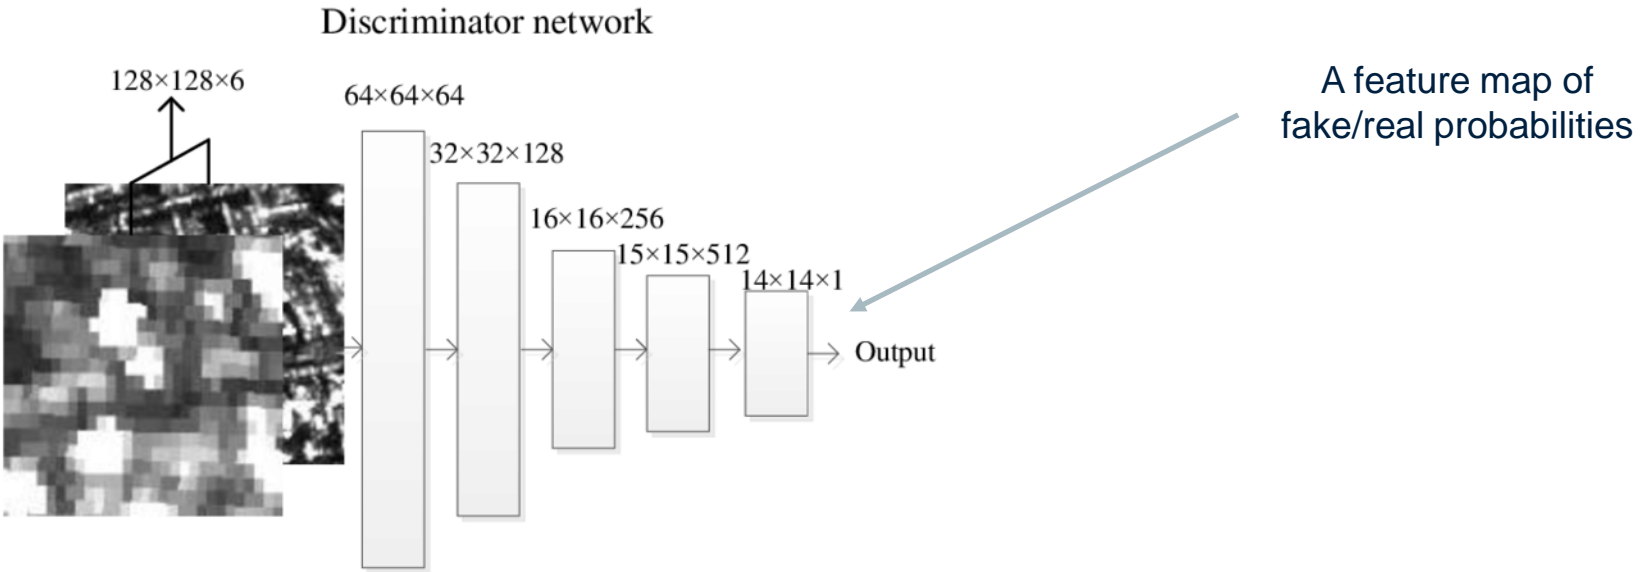 Discriminator network
128×128×6
64×64×64
32×32×128
16×16×256
15×15×512
14×14×1
Output
A feature map of
fake/real probabilities